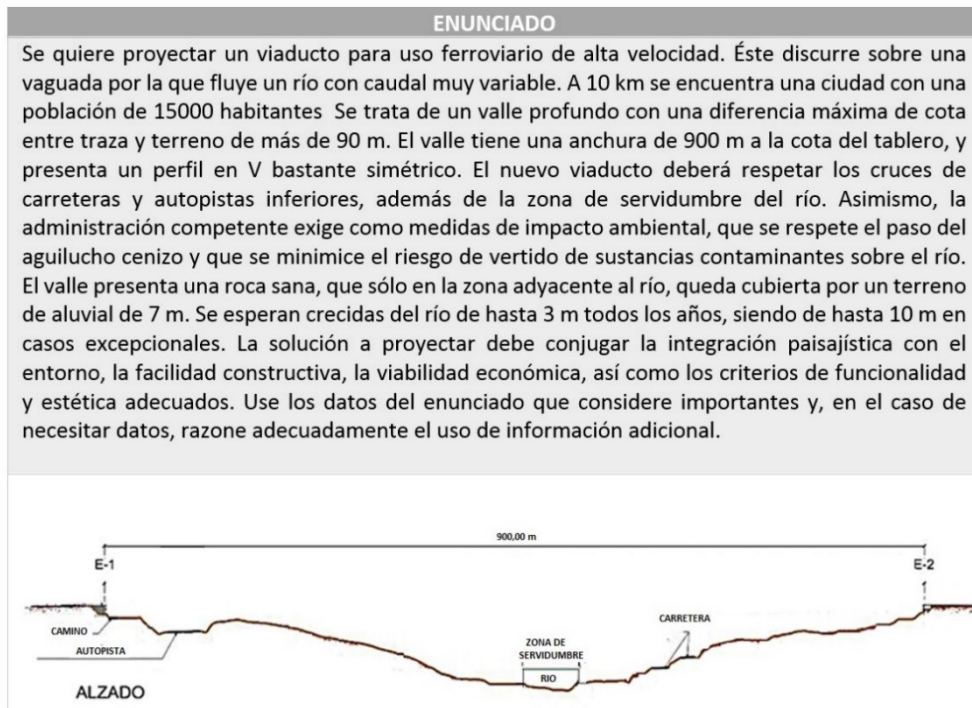 ENUNCIADO
Se quiere proyectar un viaducto para uso ferroviario de alta velocidad. Éste discurre sobre una
vaguada por la que fluye un río con caudal muy variable. A 10 km se encuentra una ciudad con una
población de 15000 habitantes Se trata de un valle profundo con una diferencia máxima de cota
entre traza y terreno de más de 90 m. El valle tiene una anchura de 900 m a la cota del tablero, y
presenta un perfil en V bastante simétrico. El nuevo viaducto deberá respetar los cruces de
carreteras y autopistas inferiores, además de la zona de servidumbre del río. Asimismo, la
administración competente exige como medidas de impacto ambiental, que se respete el paso del
aguilucho cenizo y que se minimice el riesgo de vertido de sustancias contaminantes sobre el río.
El valle presenta una roca sana, que sólo en la zona adyacente al río, queda cubierta por un terreno
de aluvial de 7 m. Se esperan crecidas del río de hasta 3 m todos los años, siendo de hasta 10 m en
casos excepcionales. La solución a proyectar debe conjugar la integración paisajística con el
entorno, la facilidad constructiva, la viabilidad económica, así como los criterios de funcionalidad
y estética adecuados. Use los datos del enunciado que considere importantes y, en el caso de
necesitar datos, razone adecuadamente el uso de información adicional.
900,00 m
E-1
E-2
CAMINO
AUTOPISTA
ZONA DE
SERVIDUMBRE
RIO
CARRETERA
ALZADO